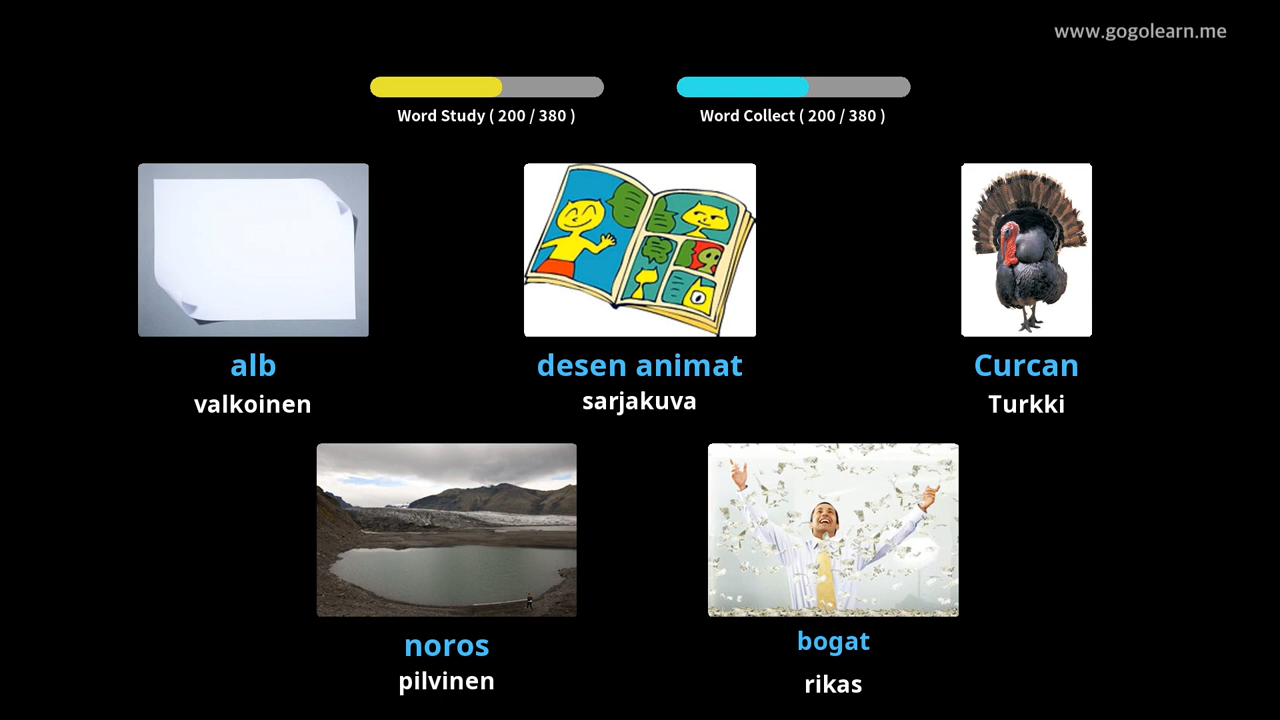 www.gogolearn.me
Word Study ( 200 / 380 )
Word Collect ( 200 / 380 )
alb
valkoinen
desen animat
sarjakuva
Curcan
Turkki
noros
pilvinen
bogat
rikas